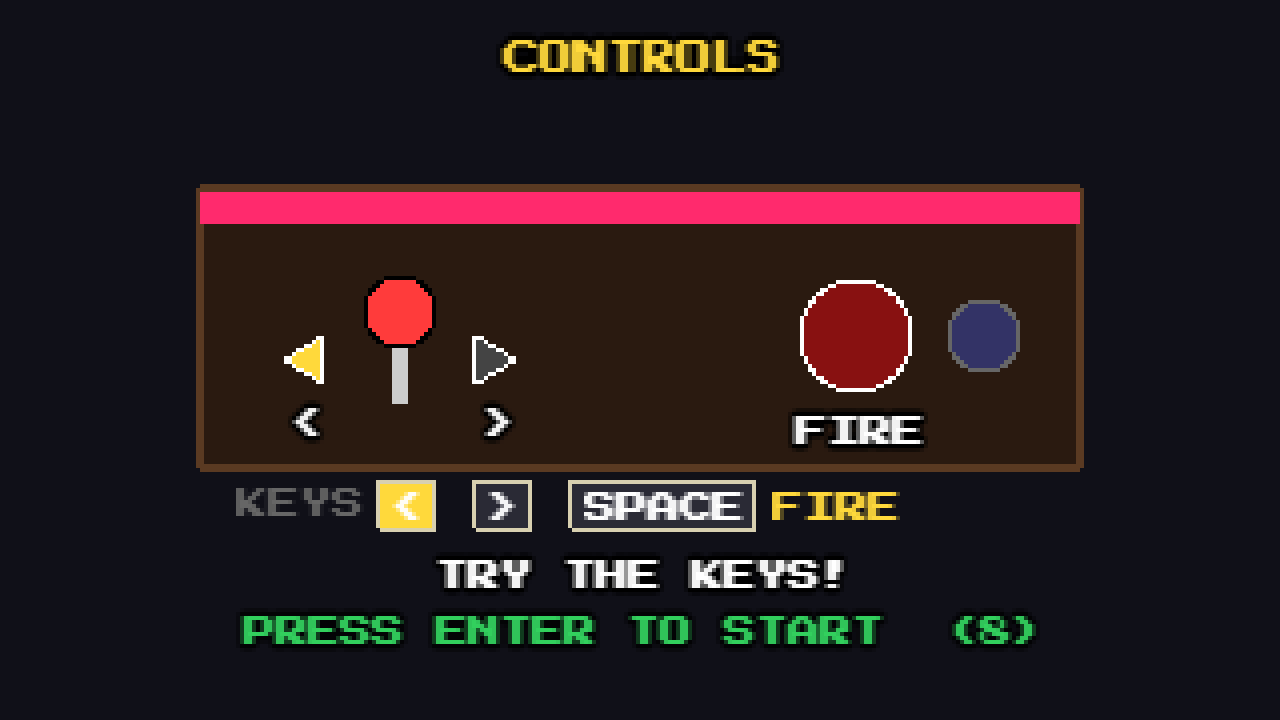 CONTROLS
< >
FIRE
KEYS < > SPACE FIRE
TRY THE KEYS!
PRESS ENTER TO START (8)